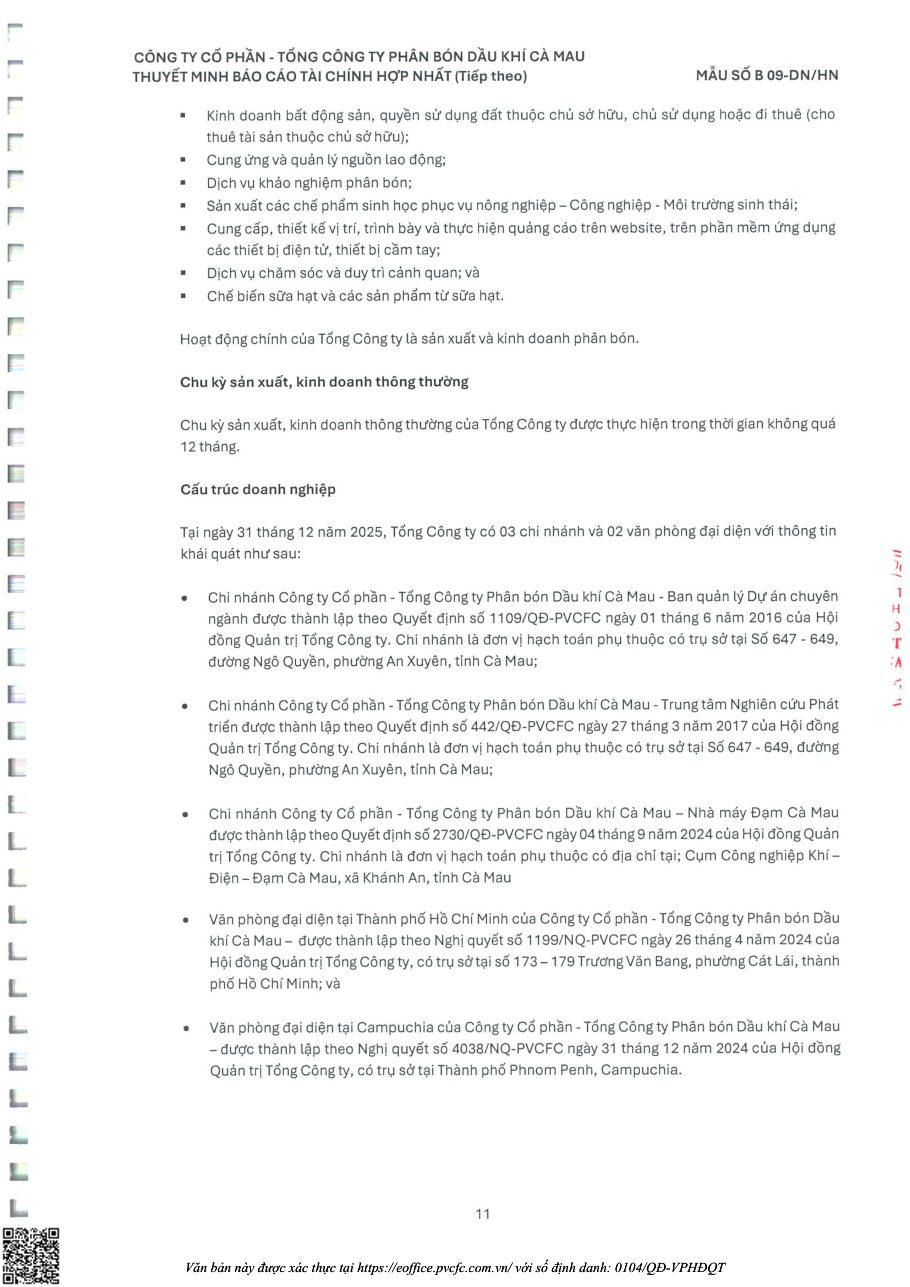 CÔNG TY CỔ PHẦN - TỔNG CÔNG TY PHÂN BÓN DẦU KHÍ CÀ MAU
THUYẾT MINH BÁO CÁO TÀI CHÍNH HỢP NHẤT (Tiếp theo) MẪU SỐ B 09-DN/HN
▪ Kinh doanh bất động sản, quyền sử dụng đất thuộc chủ sở hữu, chủ sử dụng hoặc đi thuê (cho
thuê tài sản thuộc chủ sở hữu);
▪ Cung ứng và quản lý nguồn lao động;
▪ Dịch vụ khảo nghiệm phân bón;
▪ Sản xuất các chế phẩm sinh học phục vụ nông nghiệp – Công nghiệp - Môi trường sinh thái;
▪ Cung cấp, thiết kế vị trí, trình bày và thực hiện quảng cáo trên website, trên phần mềm ứng dụng
các thiết bị điện tử, thiết bị cầm tay;
▪ Dịch vụ chăm sóc và duy trì cảnh quan; và
▪ Chế biến sữa hạt và các sản phẩm từ sữa hạt.
Hoạt động chính của Tổng Công ty là sản xuất và kinh doanh phân bón.
Chu kỳ sản xuất, kinh doanh thông thường
Chu kỳ sản xuất, kinh doanh thông thường của Tổng Công ty được thực hiện trong thời gian không quá
12 tháng.
Cấu trúc doanh nghiệp
Tại ngày 31 tháng 12 năm 2025, Tổng Công ty có 03 chi nhánh và 02 văn phòng đại diện với thông tin
khái quát như sau:
• Chi nhánh Công ty Cổ phần - Tổng Công ty Phân bón Dầu khí Cà Mau - Ban quản lý Dự án chuyên
ngành được thành lập theo Quyết định số 1109/QĐ-PVCFC ngày 01 tháng 6 năm 2016 của Hội
đồng Quản trị Tổng Công ty. Chi nhánh là đơn vị hạch toán phụ thuộc có trụ sở tại Số 647 - 649,
đường Ngô Quyền, phường An Xuyên, tỉnh Cà Mau;
• Chi nhánh Công ty Cổ phần - Tổng Công ty Phân bón Dầu khí Cà Mau - Trung tâm Nghiên cứu Phát
triển được thành lập theo Quyết định số 442/QĐ-PVCFC ngày 27 tháng 3 năm 2017 của Hội đồng
Quản trị Tổng Công ty. Chi nhánh là đơn vị hạch toán phụ thuộc có trụ sở tại Số 647 - 649, đường
Ngô Quyền, phường An Xuyên, tỉnh Cà Mau;
• Chi nhánh Công ty Cổ phần - Tổng Công ty Phân bón Dầu khí Cà Mau – Nhà máy Đạm Cà Mau
được thành lập theo Quyết định số 2730/QĐ-PVCFC ngày 04 tháng 9 năm 2024 của Hội đồng Quản
trị Tổng Công ty. Chi nhánh là đơn vị hạch toán phụ thuộc có địa chỉ tại; Cụm Công nghiệp Khí –
Điện – Đạm Cà Mau, xã Khánh An, tỉnh Cà Mau
• Văn phòng đại diện tại Thành phố Hồ Chí Minh của Công ty Cổ phần - Tổng Công ty Phân bón Dầu
khí Cà Mau – được thành lập theo Nghị quyết số 1199/NQ-PVCFC ngày 26 tháng 4 năm 2024 của
Hội đồng Quản trị Tổng Công ty, có trụ sở tại số 173 – 179 Trương Văn Bang, phường Cát Lái, thành
phố Hồ Chí Minh; và
• Văn phòng đại diện tại Campuchia của Công ty Cổ phần - Tổng Công ty Phân bón Dầu khí Cà Mau
– được thành lập theo Nghị quyết số 4038/NQ-PVCFC ngày 31 tháng 12 năm 2024 của Hội đồng
Quản trị Tổng Công ty, có trụ sở tại Thành phố Phnom Penh, Campuchia.
11
Văn bản này được xác thực tại https://eoffice.pvcfc.com.vn/ với số định danh: 0104/QĐ-VPHĐQT